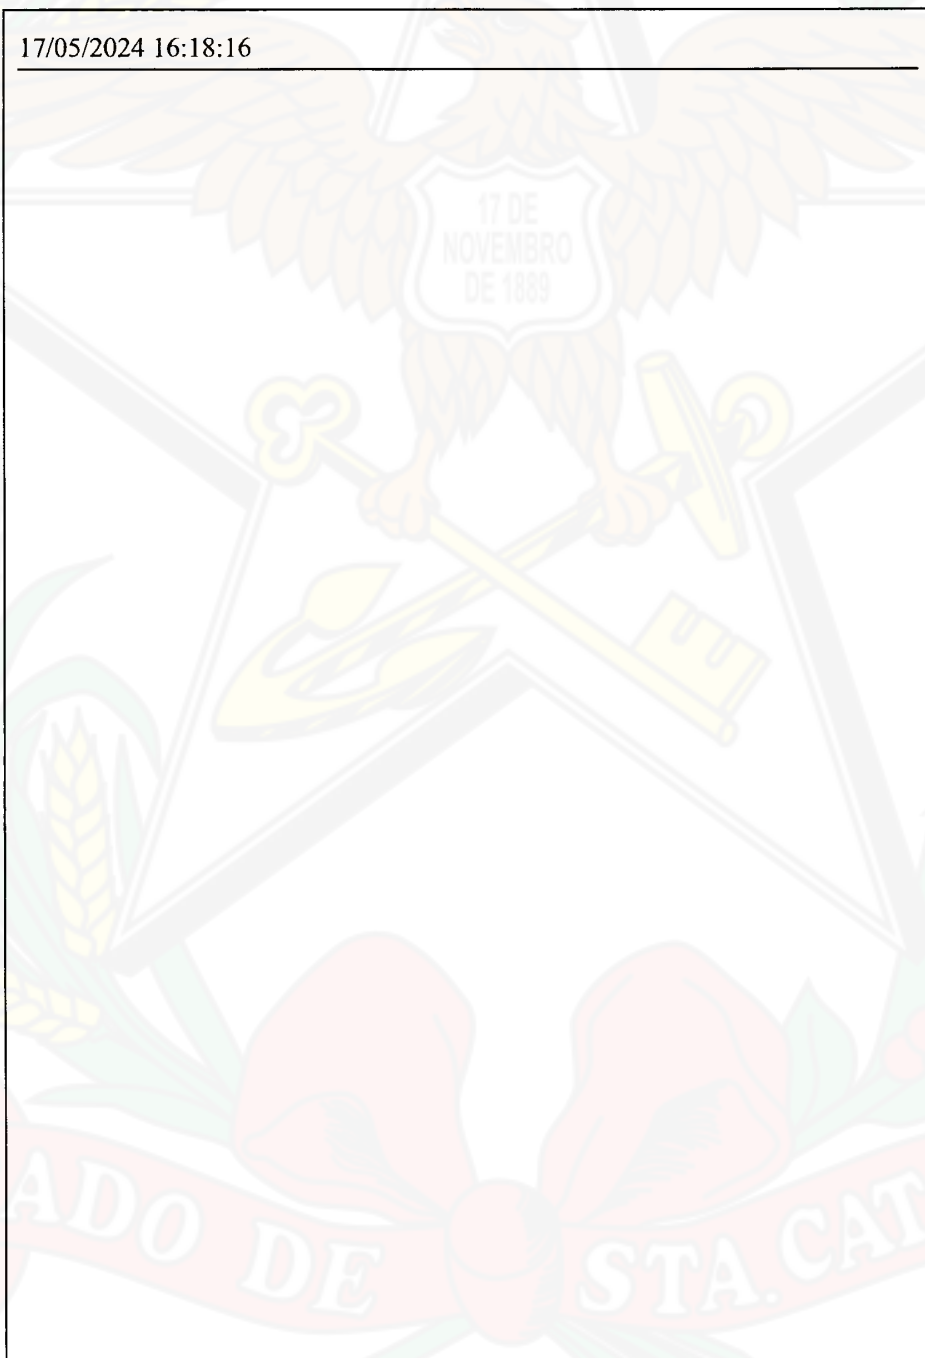 17/05/2024 16:18:16
17 DE
NOVEMBRO
DE 1889
ADO DE STA. CAT